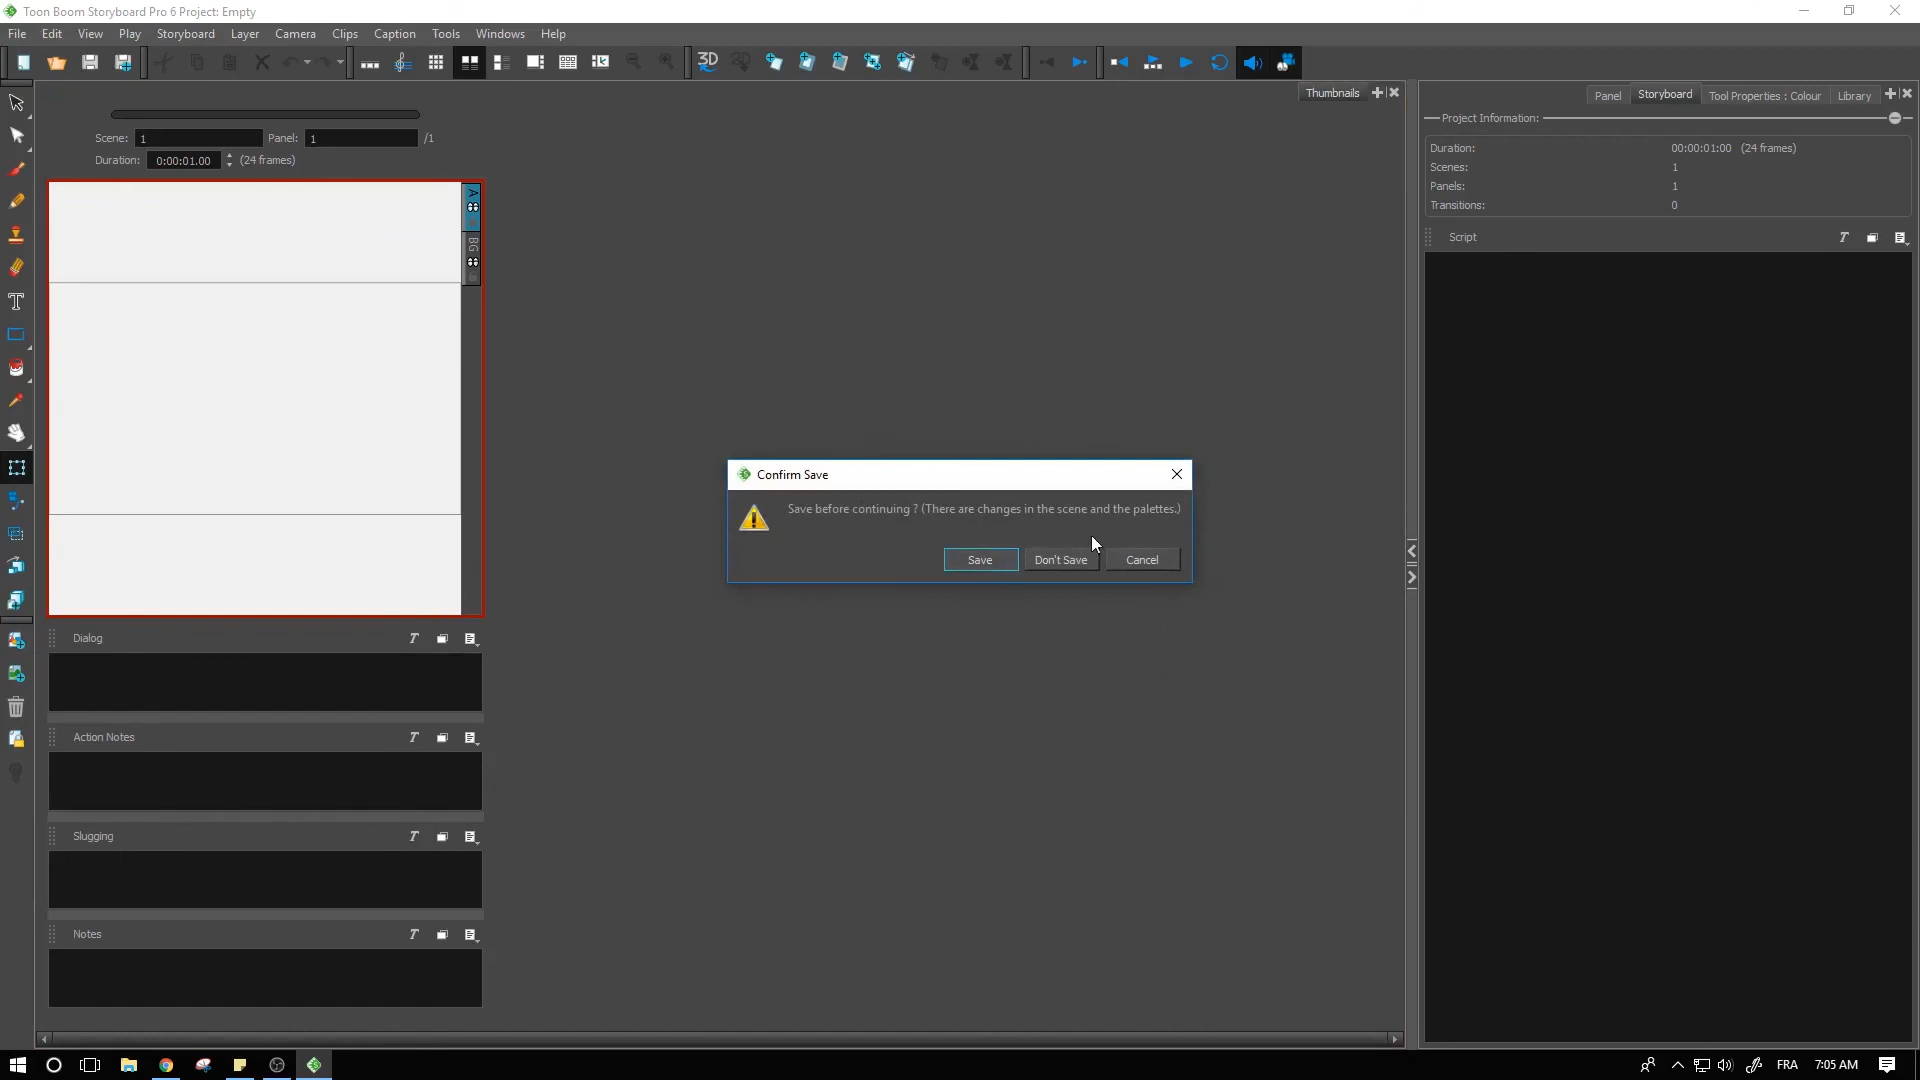 Toon Boom Storyboard Pro 6 Project: Empty
File Edit View Play Storyboard Layer Camera Clips Caption Tools Windows Help
3D
Thumbnails
Panel Storyboard Tool Properties : Colour Library
Scene: 1 Panel: 1 /1
Duration: 0:00:01.00 (24 frames)
A
BG
Project Information:
Duration: 00:00:01:00 (24 frames)
Scenes: 1
Panels: 1
Transitions: 0
Script
Confirm Save
Save before continuing ? (There are changes in the scene and the palettes.)
Save Don't Save Cancel
Dialog
Action Notes
Slugging
Notes
FRA 7:05 AM